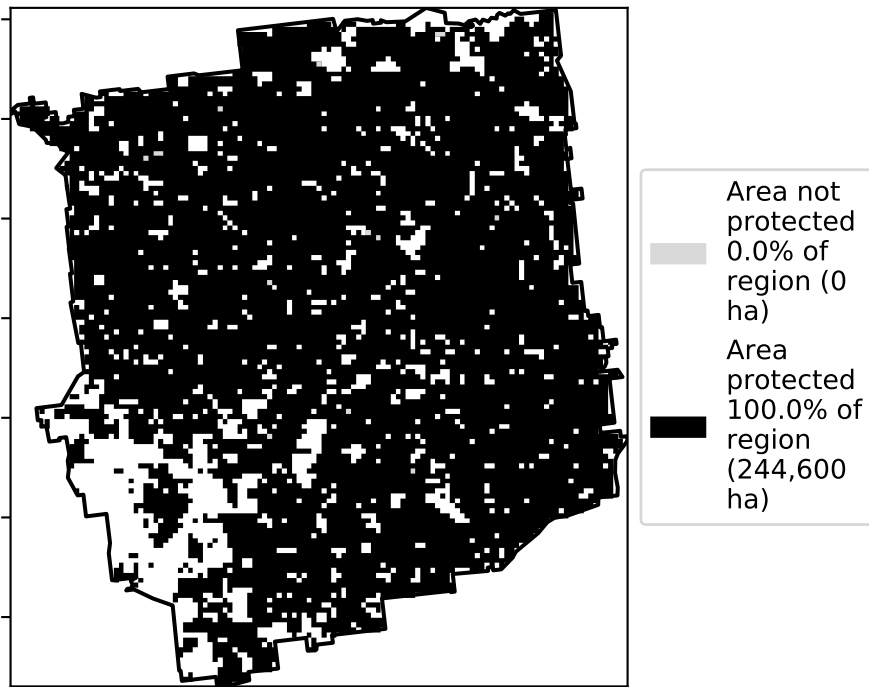 Area not
protected
0.0% of
region (0
ha)
Area
protected
100.0% of
region
(244,600
ha)